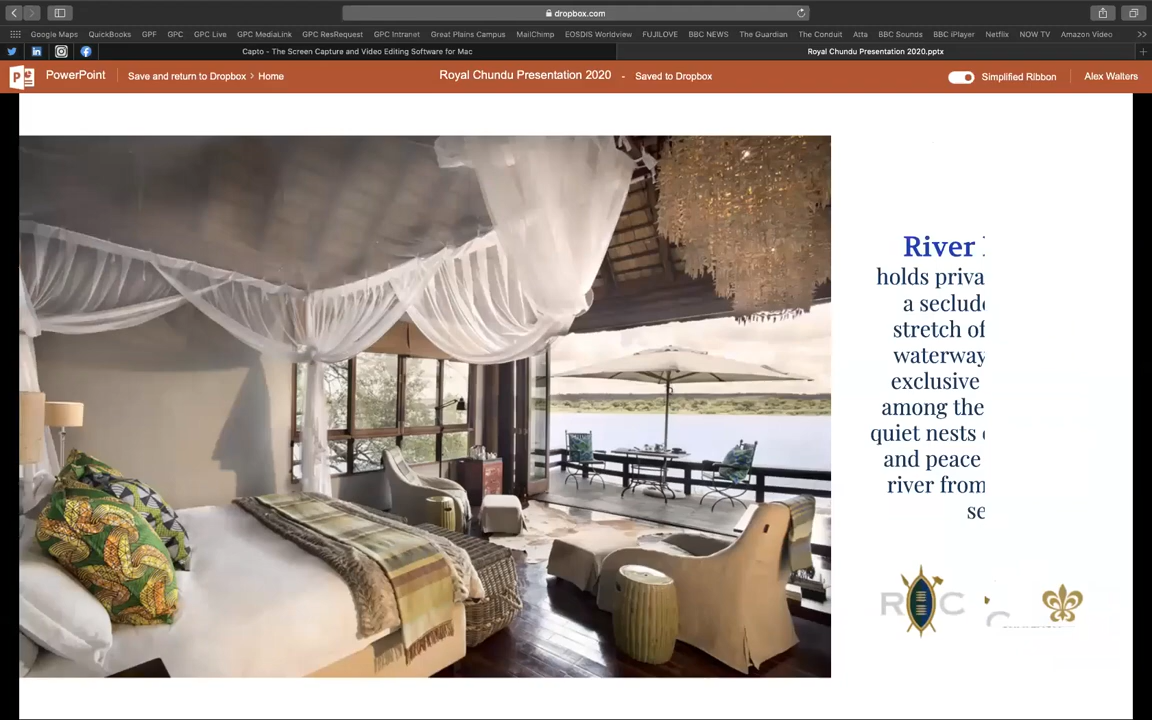 dropbox.com
Google Maps QuickBooks GPF GPC GPC Live GPC MediaLink GPC ResRequest GPC Intranet Great Plains Campus MailChimp EOSDIS Worldview FUJILOVE BBC NEWS The Guardian The Conduit Atta BBC Sounds BBC iPlayer Netflix NOW TV Amazon Video
Capto - The Screen Capture and Video Editing Software for Mac
Royal Chundu Presentation 2020.pptx
PowerPoint Save and return to Dropbox > Home Royal Chundu Presentation 2020 - Saved to Dropbox Simplified Ribbon Alex Walters
River
holds priva
a seclude
stretch of
waterway
exclusive
among the
quiet nests
and peace
river from
se
R C